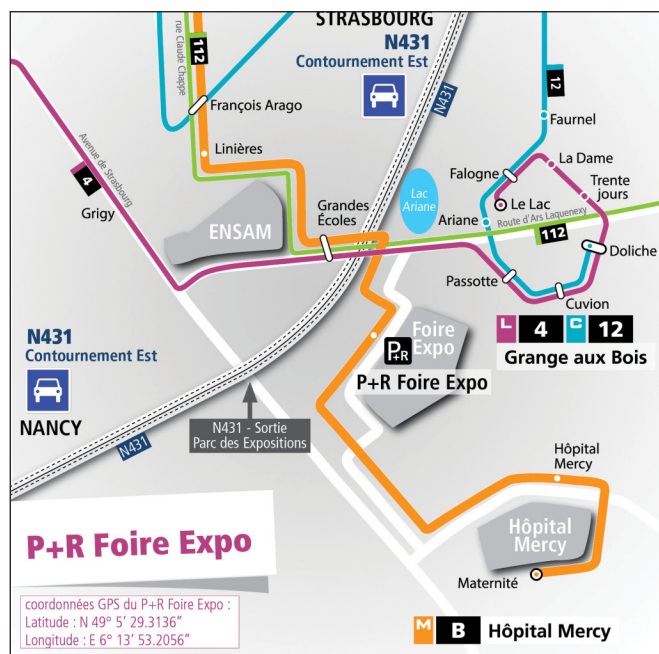 STRASBOURG
N431
Contournement Est
rue Claude Chappe
112
12
N431
François Arago
Faurnel
Linières
Avenue de Strasbourg
4
Grigy
La Dame
Falogne
Trente
jours
Le Lac
Lac
Ariane
Ariane
Route d'Ars Laquenexy
112
Grandes
Écoles
ENSAM
Doliche
Passotte
Cuvion
L 4 C 12
Grange aux Bois
N431
Contournement Est
NANCY
N431
Foire
Expo
P+R
P+R Foire Expo
N431 - Sortie
Parc des Expositions
Hôpital
Mercy
Hôpital
Mercy
Maternité
P+R Foire Expo
coordonnées GPS du P+R Foire Expo :
Latitude : N 49° 5' 29.3136"
Longitude : E 6° 13' 53.2056"
M B Hôpital Mercy